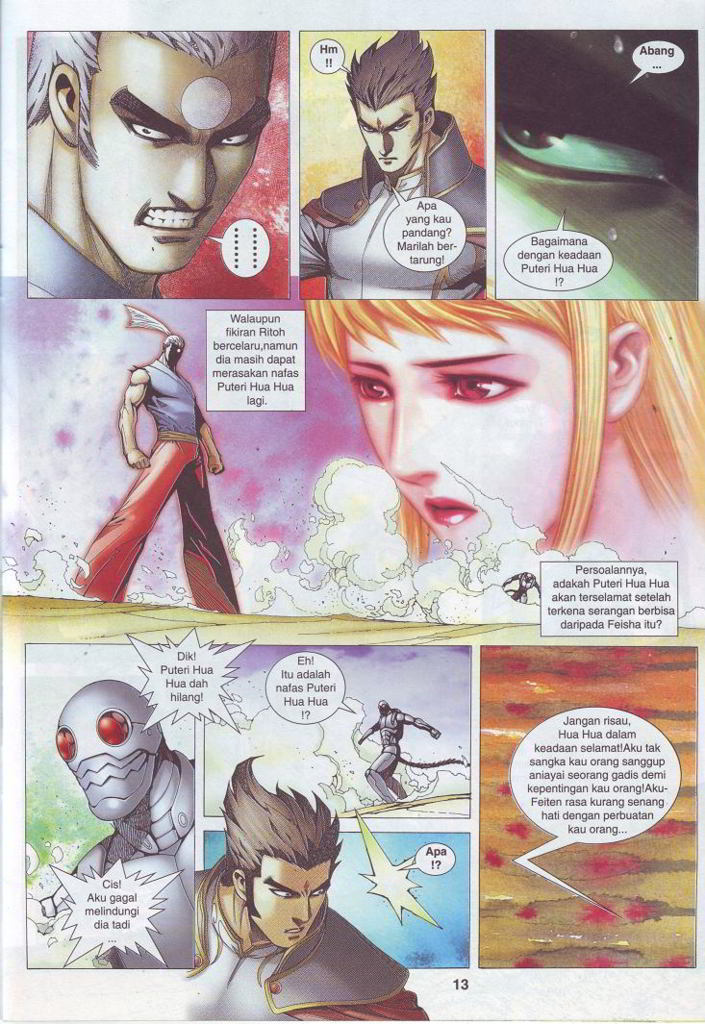 Hm
!!
Apa
yang kau
pandang?
Marilah ber-
tarung!
Abang
...
Bagaimana
dengan keadaan
Puteri Hua Hua
!?
Walaupun
fikiran Ritoh
bercelaru,namun
dia masih dapat
merasakan nafas
Puteri Hua Hua
lagi.
Persoalannya,
adakah Puteri Hua Hua
akan terselamat setelah
terkena serangan berbisa
daripada Feisha itu?
Dik!
Puteri Hua
Hua dah
hilang!
Cis!
Aku gagal
melindungi
dia tadi
...
Eh!
Itu adalah
nafas Puteri
Hua Hua
!?
Apa
!?
Jangan risau,
Hua Hua dalam
keadaan selamat!Aku tak
sangka kau orang sanggup
aniayai seorang gadis demi
kepentingan kau orang!Aku-
Feiten rasa kurang senang
hati dengan perbuatan
kau orang...
13